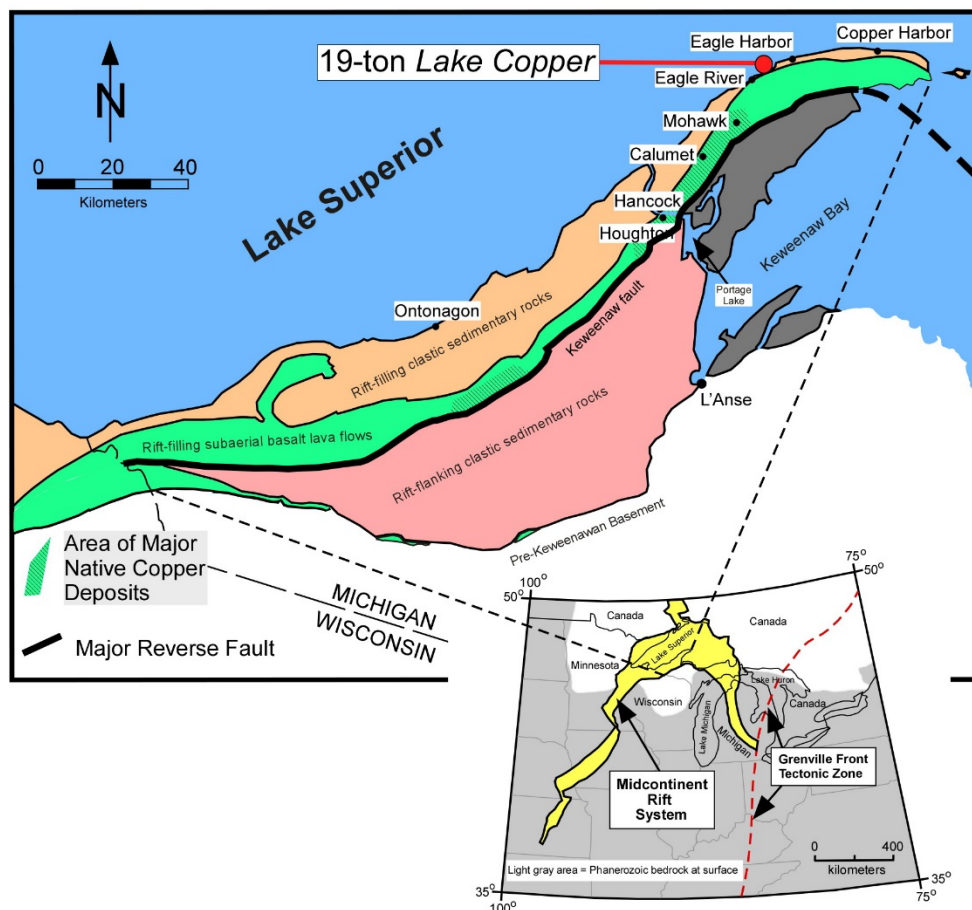 Copper Harbor
Eagle Harbor
19-ton Lake Copper
Eagle River
N
Mohawk
0 20 40
Kilometers
Calumet
Lake Superior
Hancock
Houghton
Keweenaw Bay
Portage
Lake
Ontonagon
Keweenaw fault
Rift-filling clastic sedimentary rocks
L'Anse
Rift-filling subaerial basalt lava flows
Rift-flanking clastic sedimentary rocks
Pre-Keweenawan Basement
Area of Major
Native Copper
Deposits
MICHIGAN
WISCONSIN
Major Reverse Fault
75°
50°
100°
50°
Canada
Canada
Lake Superior
Minnesota
Lake Huron
Canada
Wisconsin
Lake Michigan
Michigan
Grenville Front
Tectonic Zone
Midcontinent
Rift
System
0 400
kilometers
Light gray area = Phanerozoic bedrock at surface
35°
100°
35°
75°